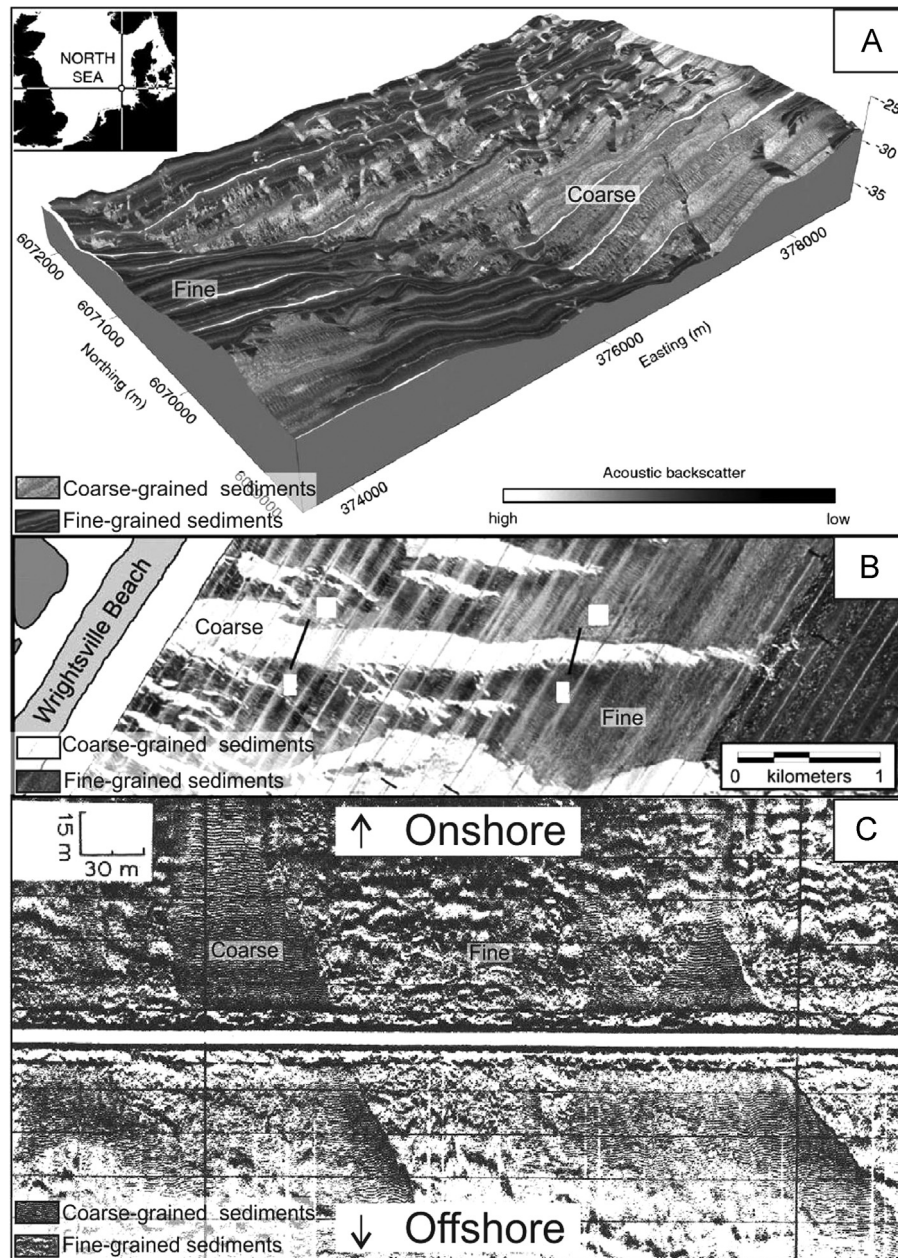 A
NORTH
SEA
-25
-30
-35
Coarse
Fine
378000
376000
374000
Easting (m)
6072000
6071000
6070000
Northing (m)
Coarse-grained sediments
Fine-grained sediments
Acoustic backscatter
high low
B
Wrightsville Beach
Coarse
Fine
Coarse-grained sediments
Fine-grained sediments
0 kilometers 1
C
15 m
30 m
↑ Onshore
Coarse
Fine
Coarse-grained sediments
Fine-grained sediments
↓ Offshore